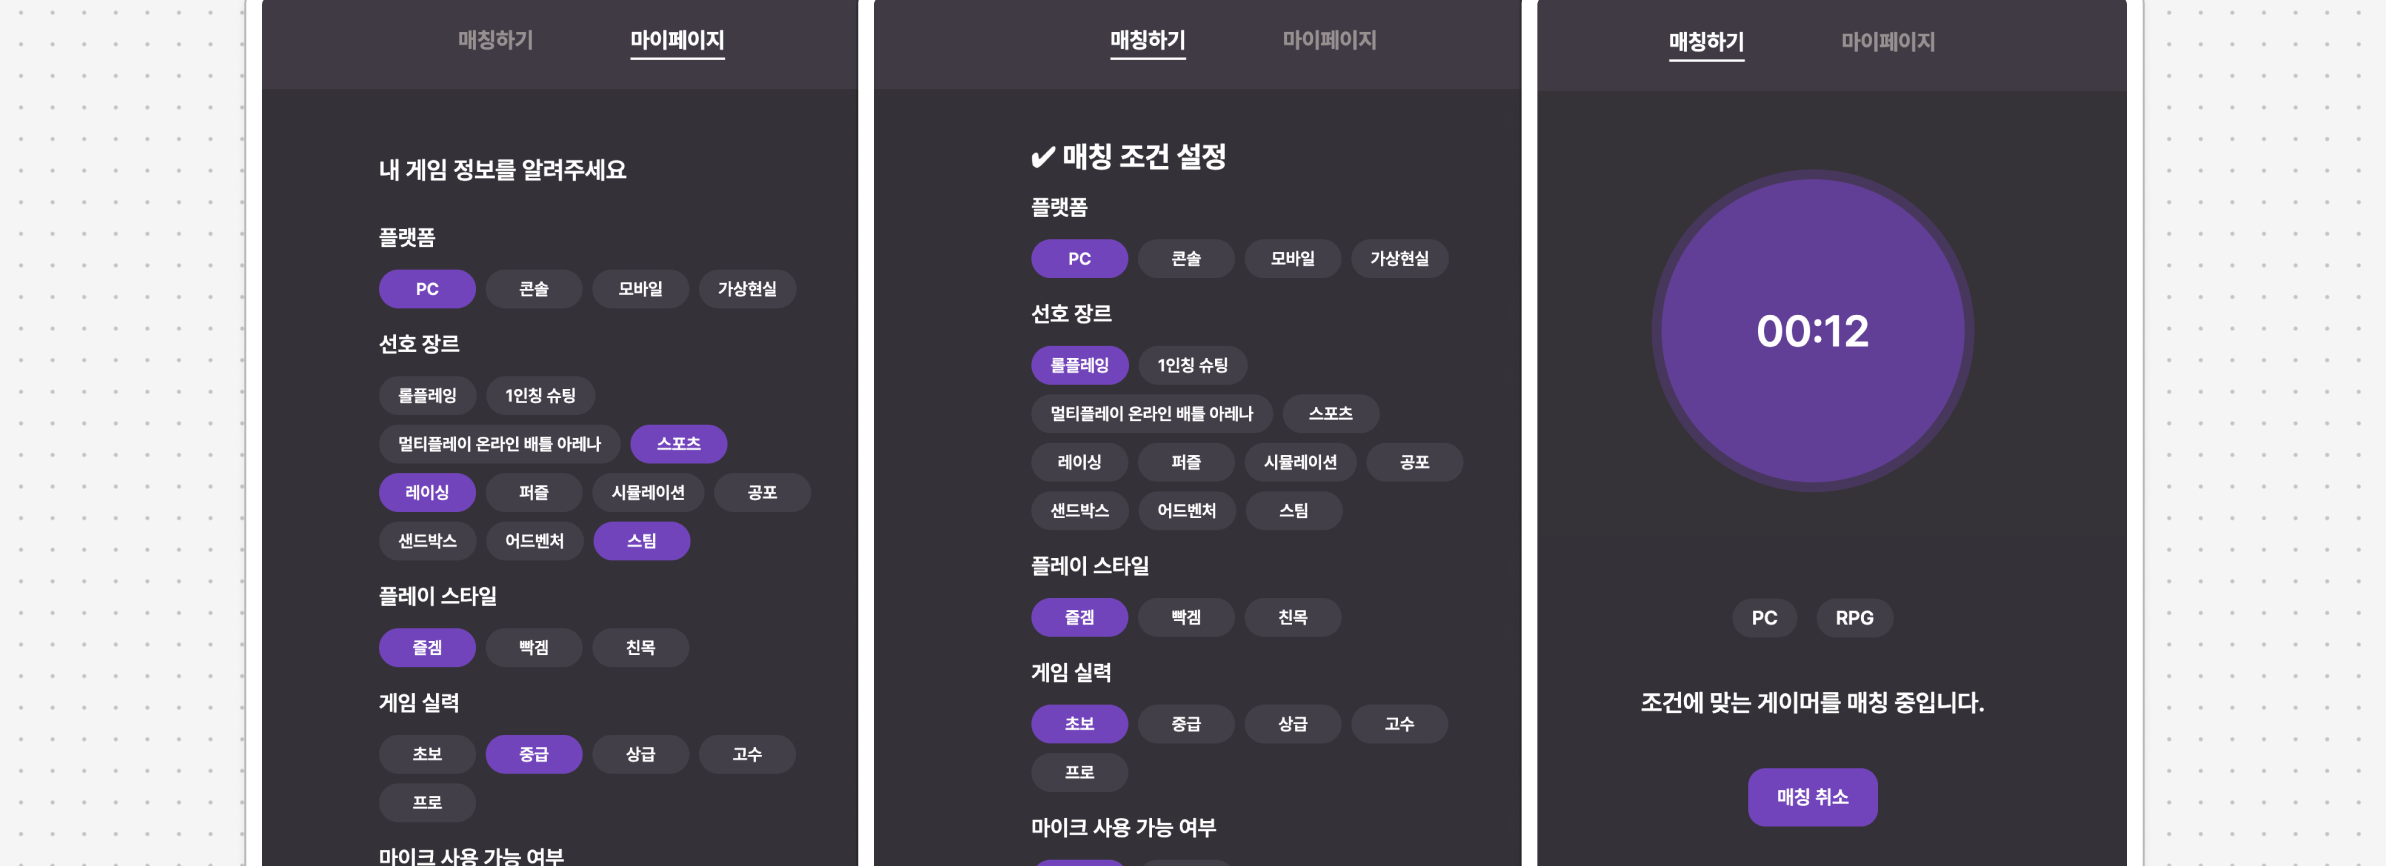 매칭하기 마이페이지
내 게임 정보를 알려주세요
플랫폼
PC 콘솔 모바일 가상현실
선호 장르
롤플레잉 1인칭 슈팅
멀티플레이 온라인 배틀 아레나 스포츠
레이싱 퍼즐 시뮬레이션 공포
샌드박스 어드벤처 스팀
플레이 스타일
즐겜 빡겜 친목
게임 실력
초보 중급 상급 고수
프로
마이크 사용 가능 여부
매칭하기 마이페이지
✔ 매칭 조건 설정
플랫폼
PC 콘솔 모바일 가상현실
선호 장르
롤플레잉 1인칭 슈팅
멀티플레이 온라인 배틀 아레나 스포츠
레이싱 퍼즐 시뮬레이션 공포
샌드박스 어드벤처 스팀
플레이 스타일
즐겜 빡겜 친목
게임 실력
초보 중급 상급 고수
프로
마이크 사용 가능 여부
매칭하기 마이페이지
00:12
PC RPG
조건에 맞는 게이머를 매칭 중입니다.
매칭 취소